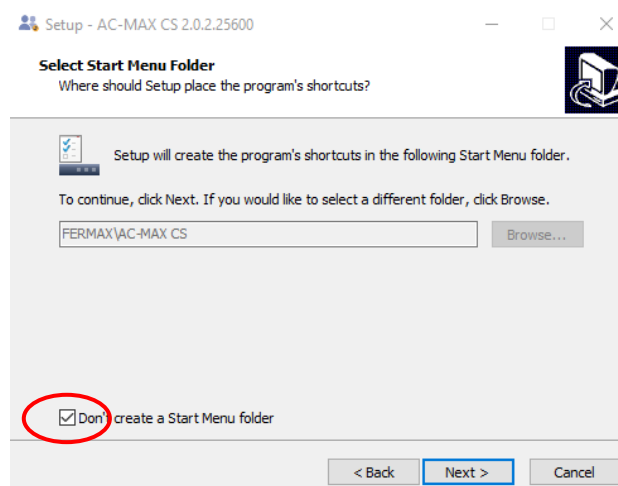 Setup - AC-MAX CS 2.0.2.25600
Select Start Menu Folder
Where should Setup place the program's shortcuts?
Setup will create the program's shortcuts in the following Start Menu folder.
To continue, click Next. If you would like to select a different folder, click Browse.
FERMAX\AC-MAX CS
Browse...
Don't create a Start Menu folder
< Back
Next >
Cancel